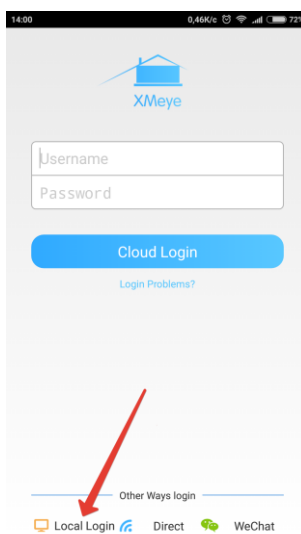 14:00 0,46K/c 72%
XMeye
Username
Password
Cloud Login
Login Problems?
Other Ways login
Local Login Direct WeChat